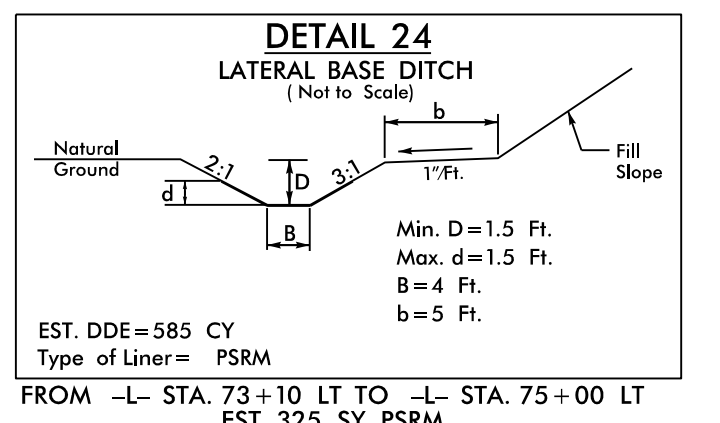 DETAIL 24
LATERAL BASE DITCH
( Not to Scale)
b
Natural
Ground
2:1
D
3:1
1"/Ft.
Fill
Slope
d
B
Min. D=1.5 Ft.
Max. d=1.5 Ft.
B=4 Ft.
b=5 Ft.
EST. DDE=585 CY
Type of Liner= PSRM
FROM -L- STA. 73+10 LT TO -L- STA. 75+00 LT
EST. 325 SY PSRM